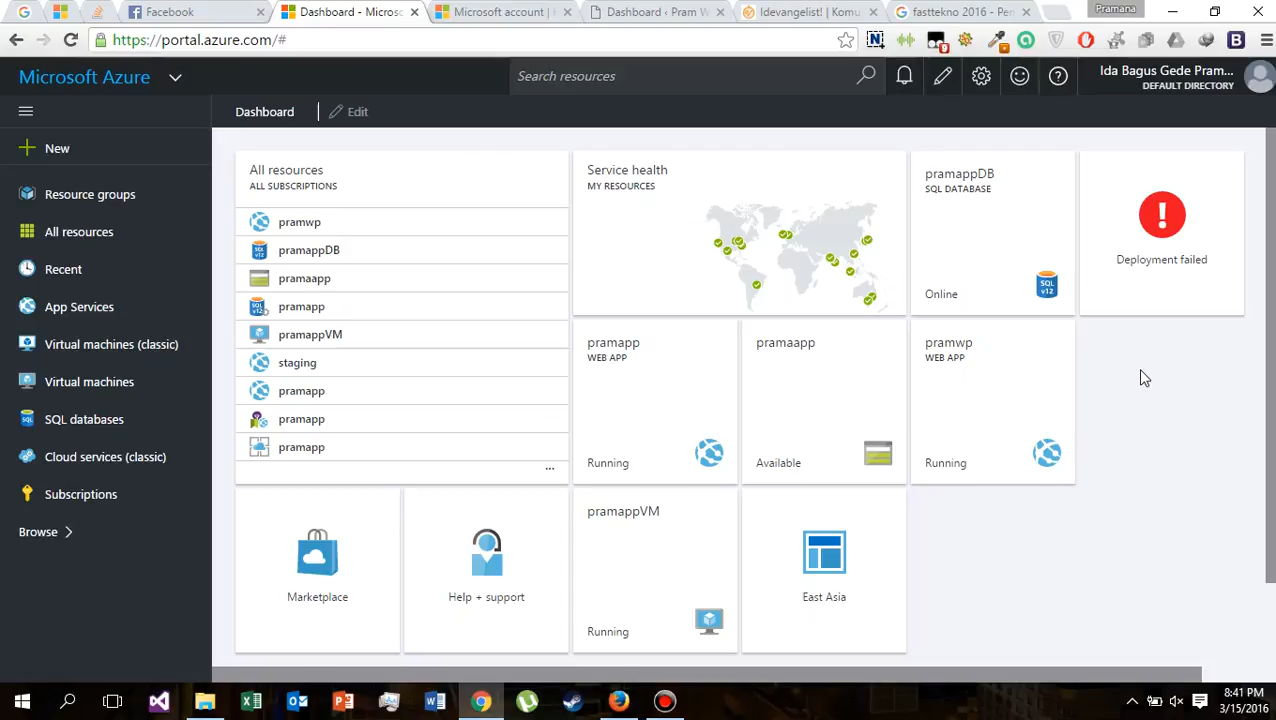 Facebook
Dashboard - Microsc
Microsoft account | H
Dashboard ‹ Pram W
Idevangelist! | Komu
fasttekno 2016 - Pen
Pramana
https://portal.azure.com/#
Microsoft Azure
Search resources
Ida Bagus Gede Pram...
DEFAULT DIRECTORY
Dashboard
Edit
New
Resource groups
All resources
Recent
App Services
Virtual machines (classic)
Virtual machines
SQL databases
Cloud services (classic)
Subscriptions
Browse
All resources
ALL SUBSCRIPTIONS
pramwp
pramappDB
pramaapp
pramapp
pramappVM
staging
pramapp
pramapp
pramapp
...
Service health
MY RESOURCES
pramappDB
SQL DATABASE
Online
Deployment failed
pramapp
WEB APP
Running
pramaapp
Available
pramwp
WEB APP
Running
Marketplace
Help + support
pramappVM
Running
East Asia
8:41 PM
3/15/2016